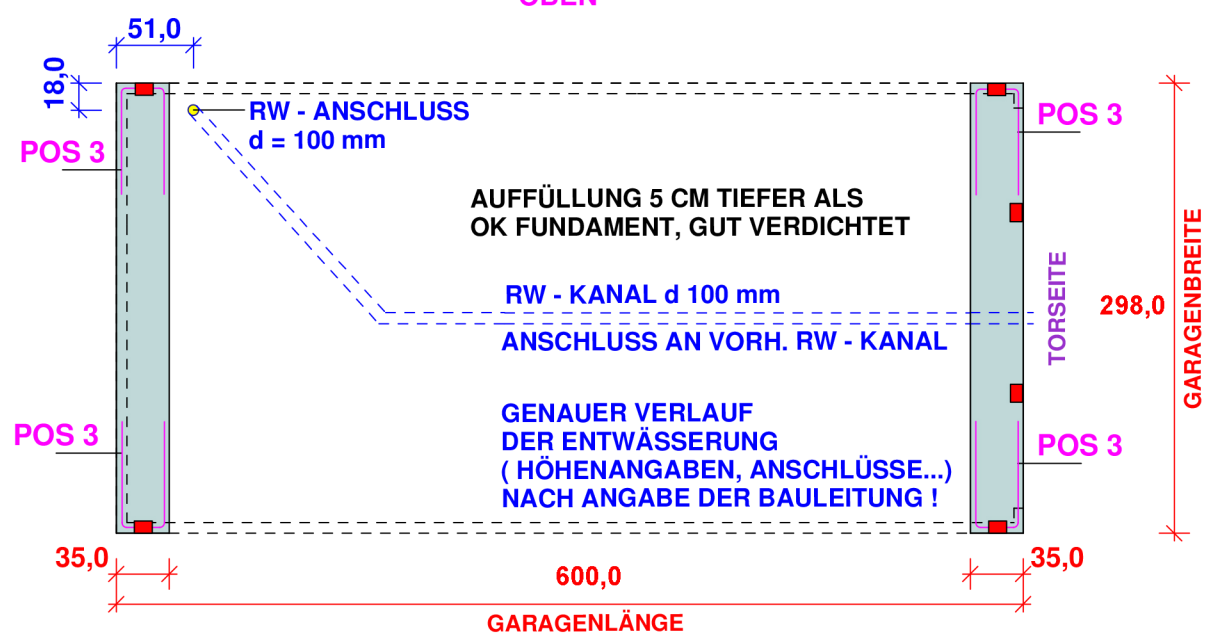 OBEN
51,0
18,0
RW - ANSCHLUSS
d = 100 mm
POS 3
POS 3
AUFFÜLLUNG 5 CM TIEFER ALS
OK FUNDAMENT, GUT VERDICHTET
RW - KANAL d 100 mm
ANSCHLUSS AN VORH. RW - KANAL
TORSEITE
298,0
GARAGENBREITE
GENAUER VERLAUF
DER ENTWÄSSERUNG
( HÖHENANGABEN, ANSCHLÜSSE...)
NACH ANGABE DER BAULEITUNG !
POS 3
POS 3
35,0
600,0
35,0
GARAGENLÄNGE